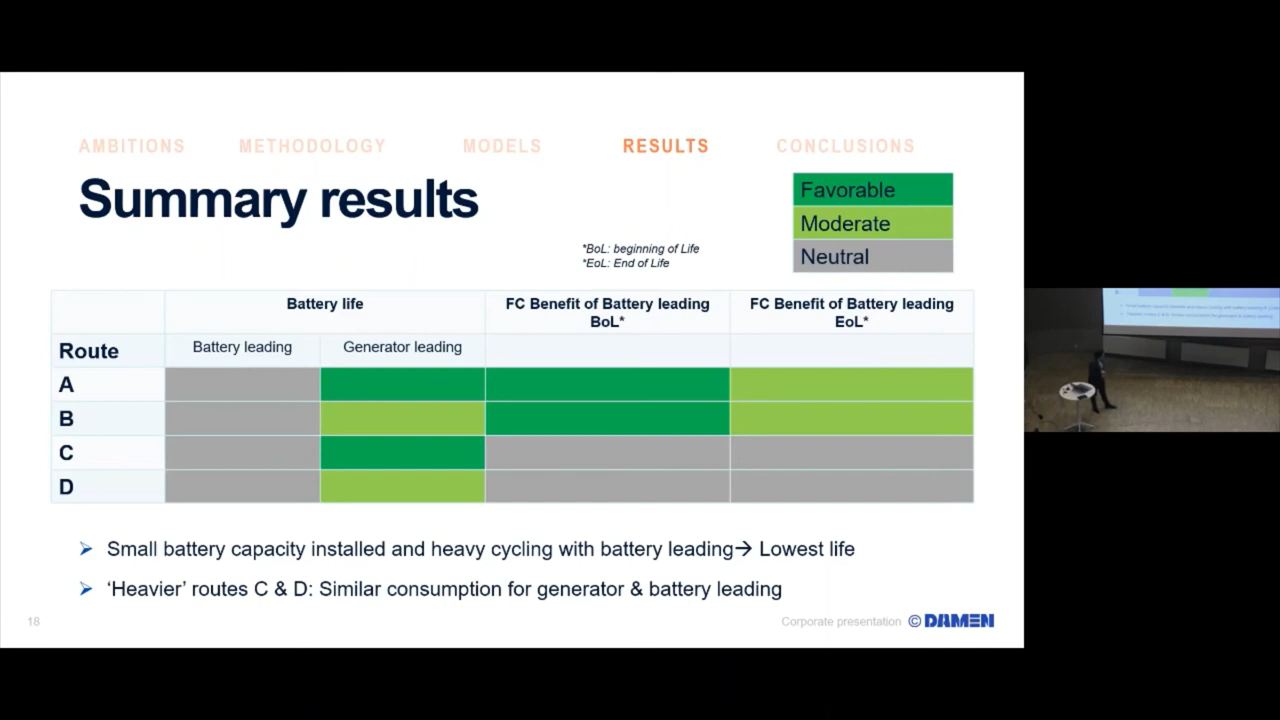 AMBITIONS METHODOLOGY MODELS RESULTS CONCLUSIONS
Summary results
Favorable
Moderate
Neutral
*BoL: beginning of Life
*EoL: End of Life
Battery life
FC Benefit of Battery leading
BoL*
FC Benefit of Battery leading
EoL*
Route
Battery leading
Generator leading
A
B
C
D
➢ Small battery capacity installed and heavy cycling with battery leading→ Lowest life
➢ ‘Heavier’ routes C & D: Similar consumption for generator & battery leading
18
Corporate presentation © DAMEN